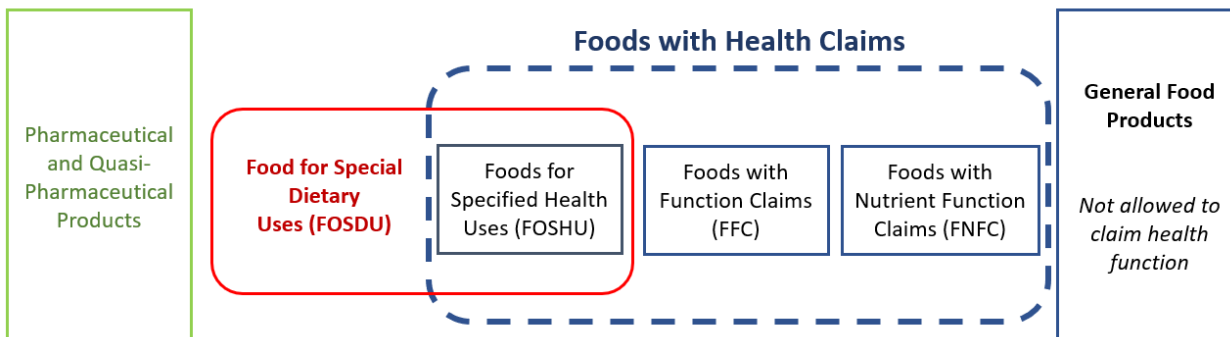 Foods with Health Claims
Pharmaceutical
and Quasi-
Pharmaceutical
Products
Food for Special
Dietary
Uses (FOSDU)
Foods for
Specified Health
Uses (FOSHU)
Foods with
Function Claims
(FFC)
Foods with
Nutrient Function
Claims (FNFC)
General Food
Products
Not allowed to
claim health
function